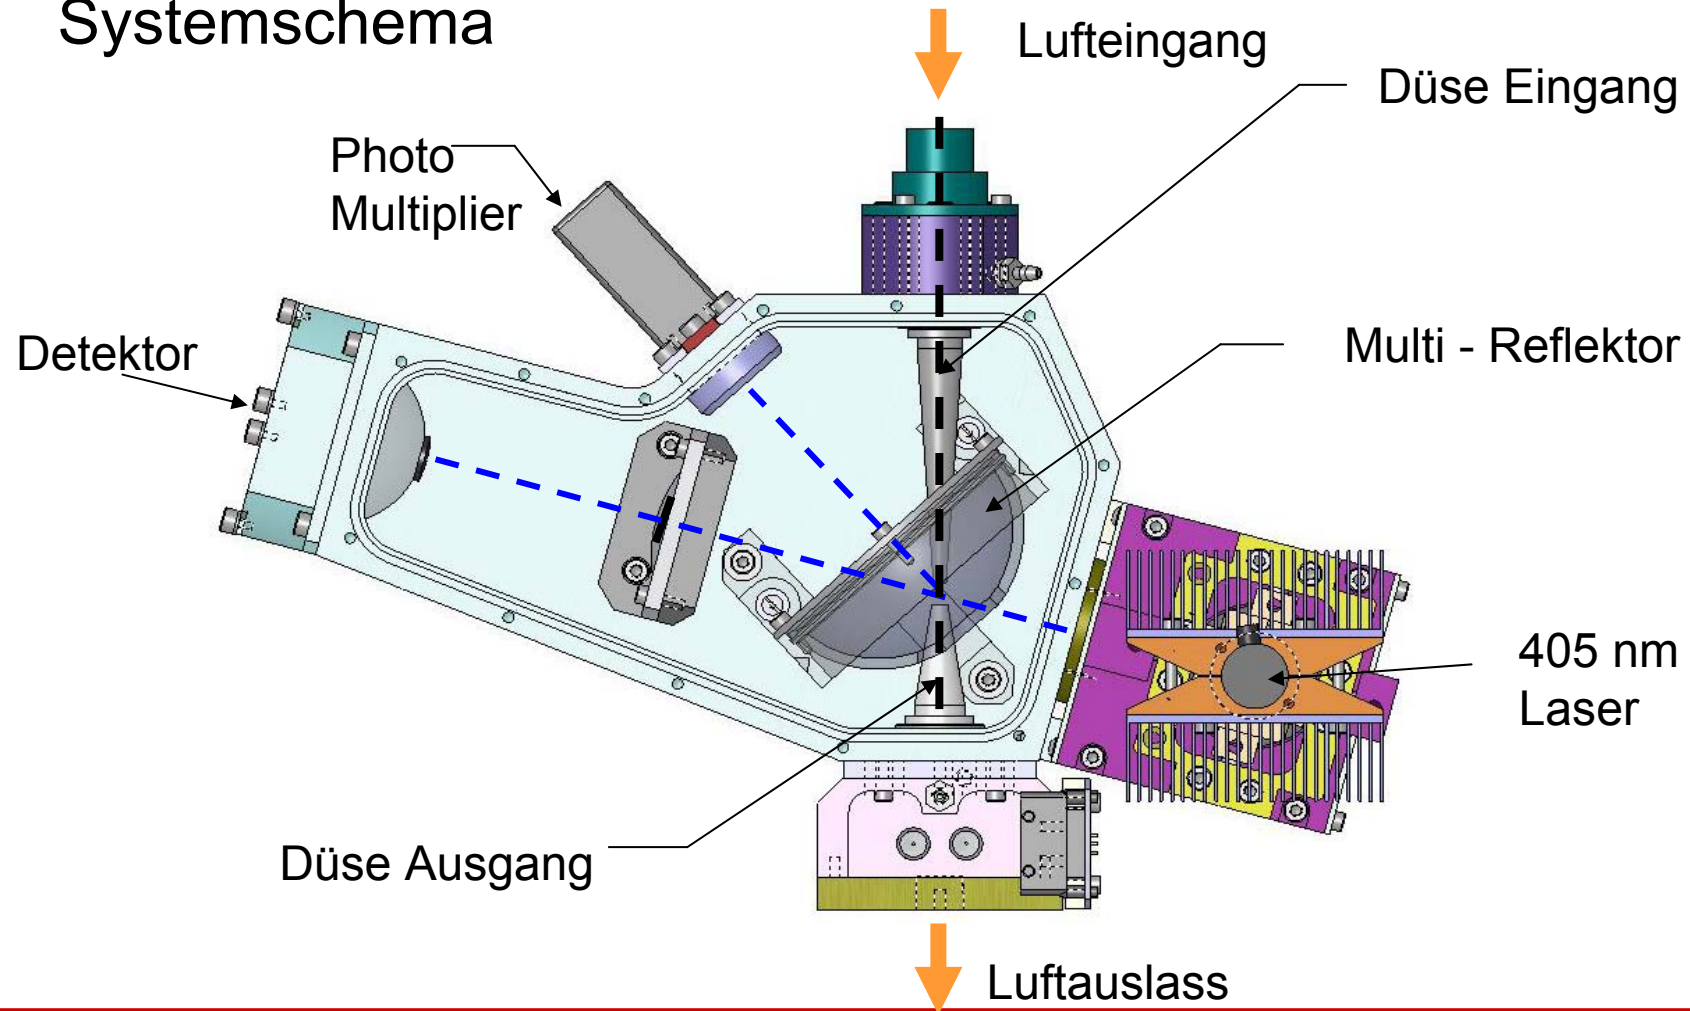 Systemschema
Lufteingang
Düse Eingang
Photo
Multiplier
Detektor
Multi - Reflektor
405 nm
Laser
Düse Ausgang
Luftauslass